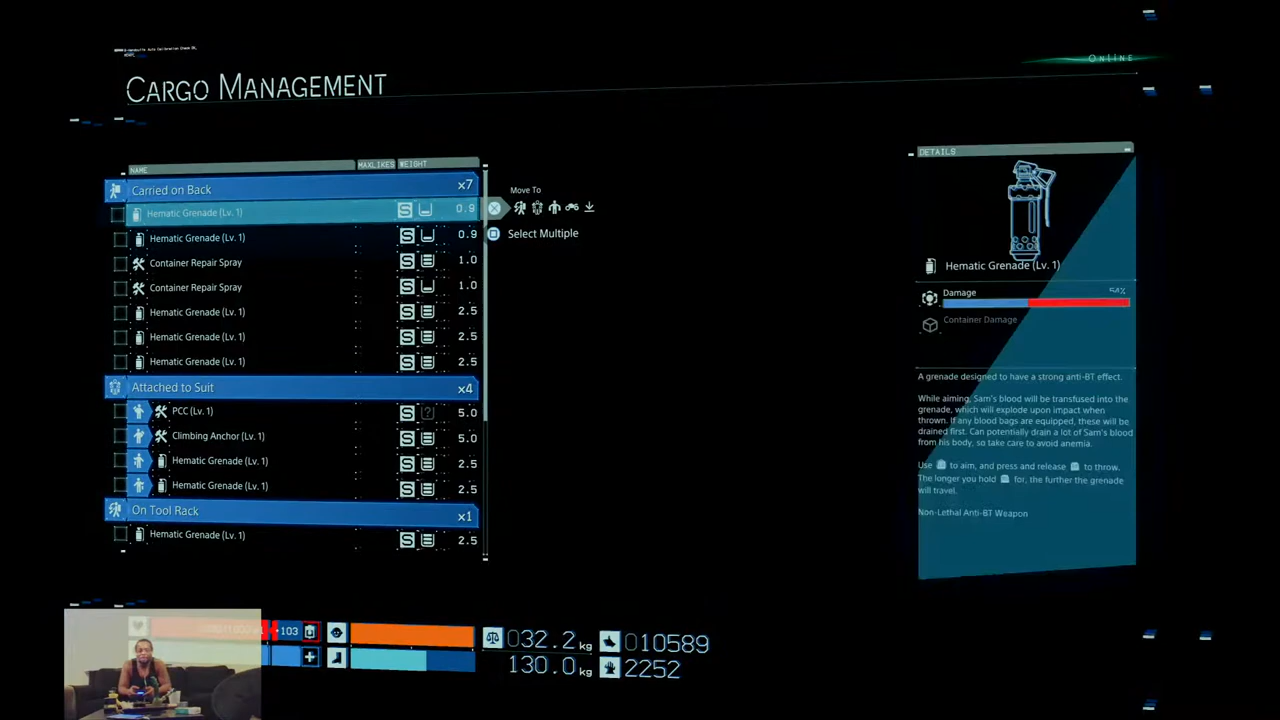 ONLINE
CARGO MANAGEMENT
NAME MAXLIKES WEIGHT
Carried on Back x7
Hematic Grenade (Lv. 1) S 0.9
Hematic Grenade (Lv. 1) S 0.9
Container Repair Spray S 1.0
Container Repair Spray S 1.0
Hematic Grenade (Lv. 1) S 2.5
Hematic Grenade (Lv. 1) S 2.5
Hematic Grenade (Lv. 1) S 2.5
Attached to Suit x4
PCC (Lv. 1) S ? 5.0
Climbing Anchor (Lv. 1) S 5.0
Hematic Grenade (Lv. 1) S 2.5
Hematic Grenade (Lv. 1) S 2.5
On Tool Rack x1
Hematic Grenade (Lv. 1) S 2.5
Move To
Select Multiple
DETAILS
Hematic Grenade (Lv. 1)
Damage 54%
Container Damage
A grenade designed to have a strong anti-BT effect.
While aiming, Sam's blood will be transfused into the
grenade, which will explode upon impact when
thrown. If any blood bags are equipped, these will be
drained first. Can potentially drain a lot of Sam's blood
from his body, so take care to avoid anemia.
Use to aim, and press and release to throw.
The longer you hold for, the further the grenade
will travel.
Non-Lethal Anti-BT Weapon
103
032.2 kg 010589
130.0 kg 2252